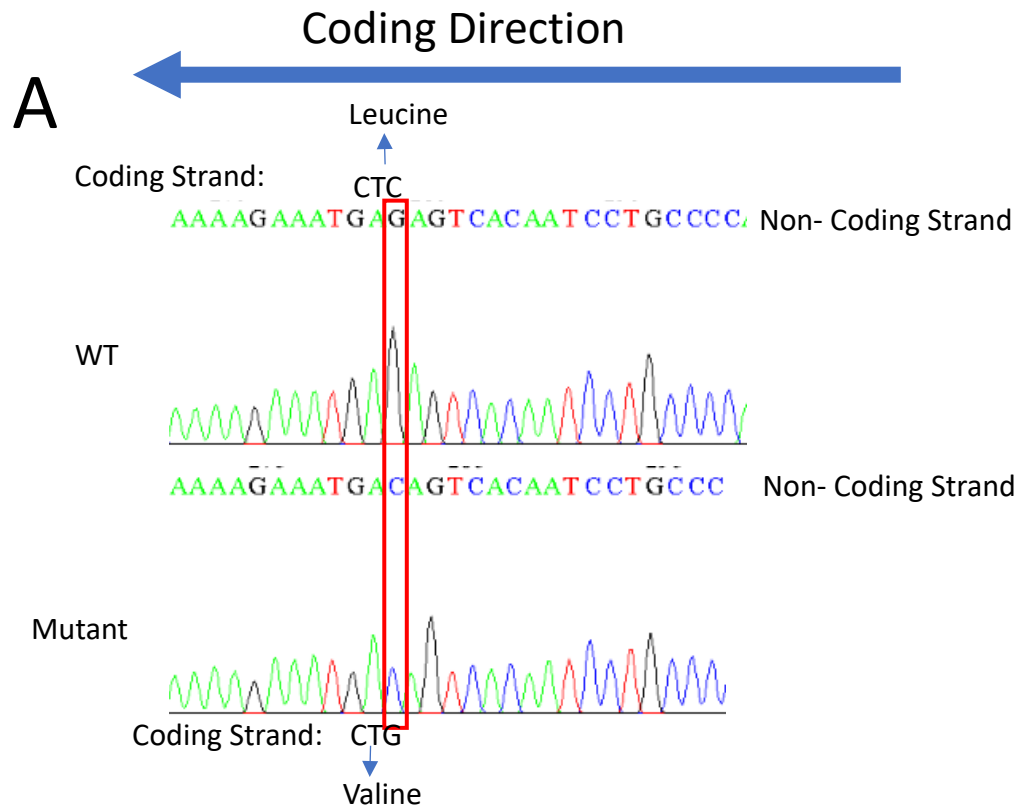 Coding Direction
A
Leucine
Coding Strand:
CTC
AAAAGAAATGAGAGTCACAATCCTGCCCC
Non- Coding Strand
WT
AAAAGAAATGACAGTCACAATCCTGCCC
Non- Coding Strand
Mutant
Coding Strand: CTG
Valine